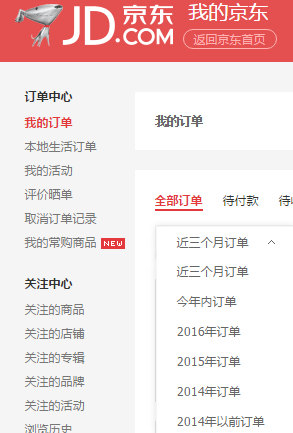 JD.COM 京东
我的京东
返回京东首页
订单中心
我的订单
本地生活订单
我的活动
评价晒单
取消订单记录
我的常购商品 NEW
关注中心
关注的商品
关注的店铺
关注的专辑
关注的品牌
关注的活动
浏览历史
我的订单
全部订单 待付款 待收
近三个月订单
近三个月订单
今年内订单
2016年订单
2015年订单
2014年订单
2014年以前订单